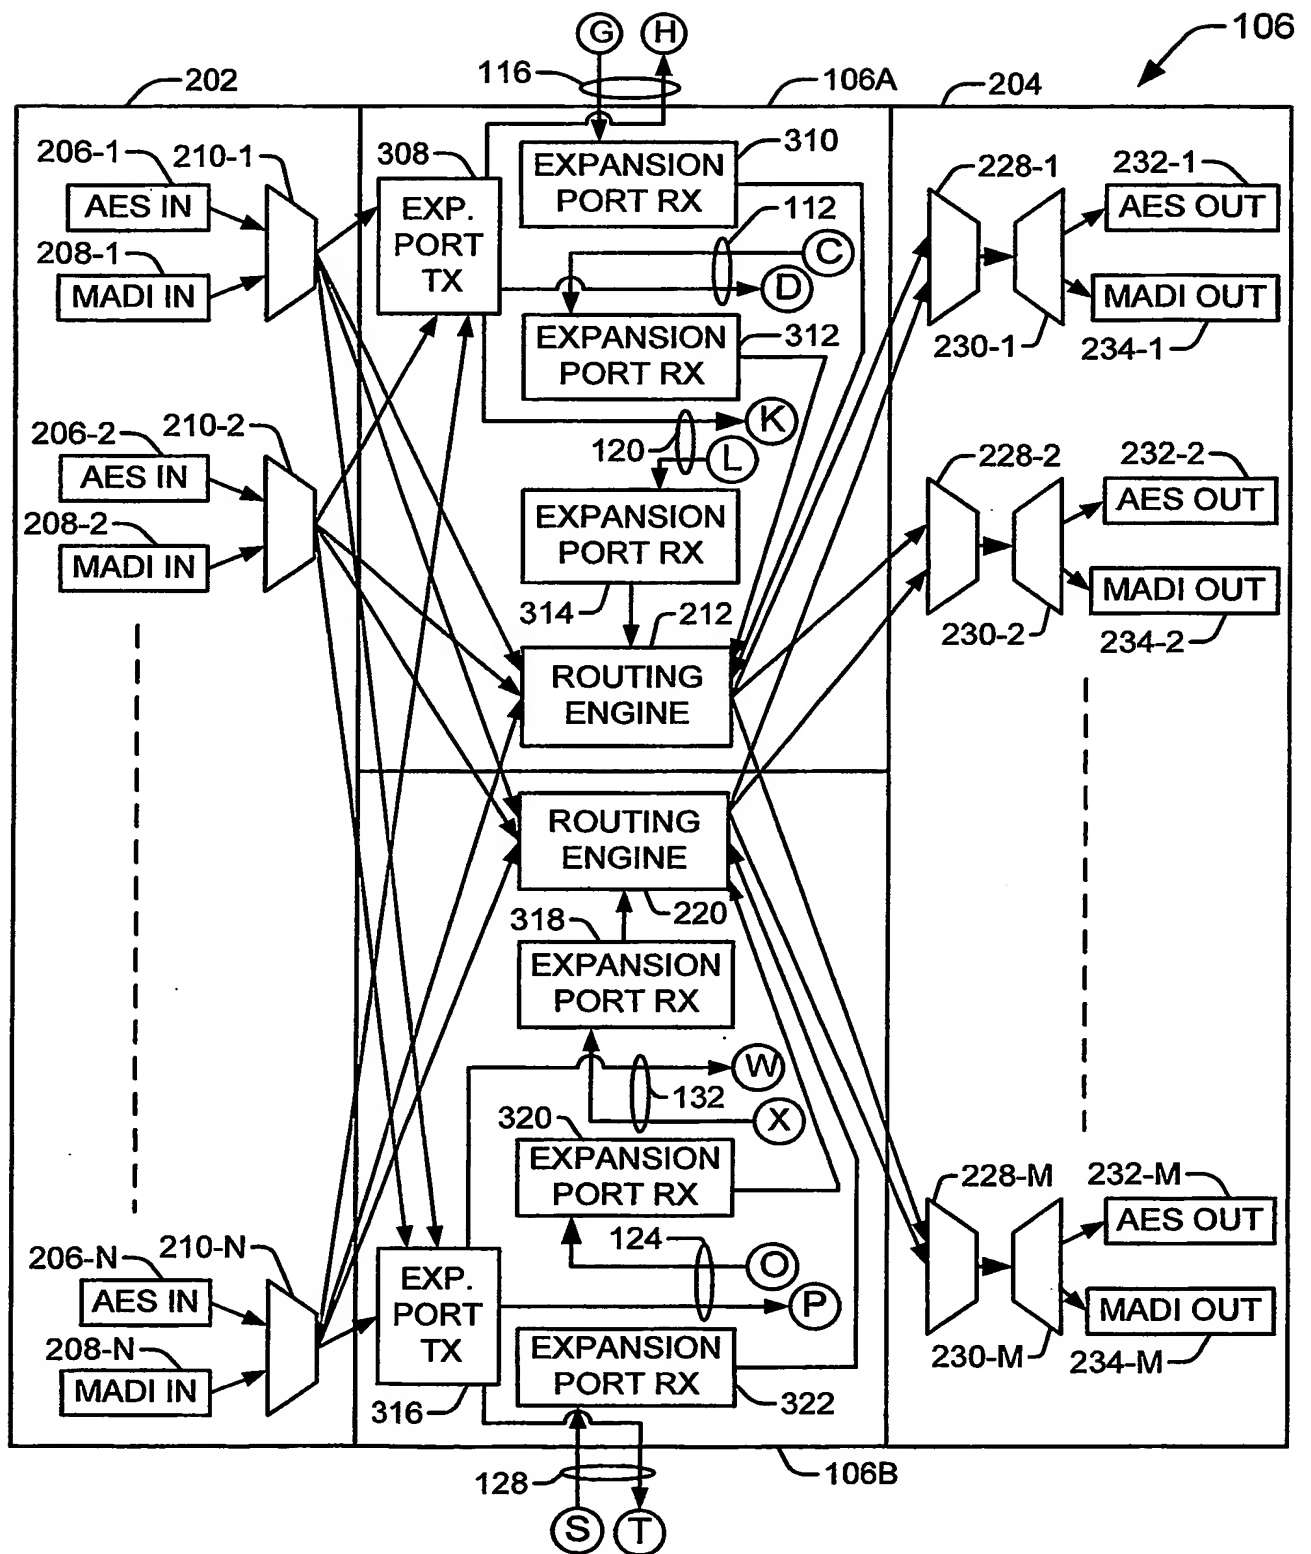 G H
106
116
202
106A
204
206-1
210-1
AES IN
208-1
MADI IN
308
EXP.
PORT
TX
EXPANSION
PORT RX
310
112
C
D
EXPANSION
PORT RX
312
K
120
L
EXPANSION
PORT RX
314
212
ROUTING
ENGINE
228-1
232-1
AES OUT
MADI OUT
230-1
234-1
206-2
210-2
AES IN
208-2
MADI IN
228-2
232-2
AES OUT
MADI OUT
230-2
234-2
ROUTING
ENGINE
220
318
EXPANSION
PORT RX
W
132
X
320
EXPANSION
PORT RX
124
O
P
EXP.
PORT
TX
316
EXPANSION
PORT RX
322
206-N
210-N
AES IN
208-N
MADI IN
228-M
232-M
AES OUT
MADI OUT
230-M
234-M
128
106B
S T